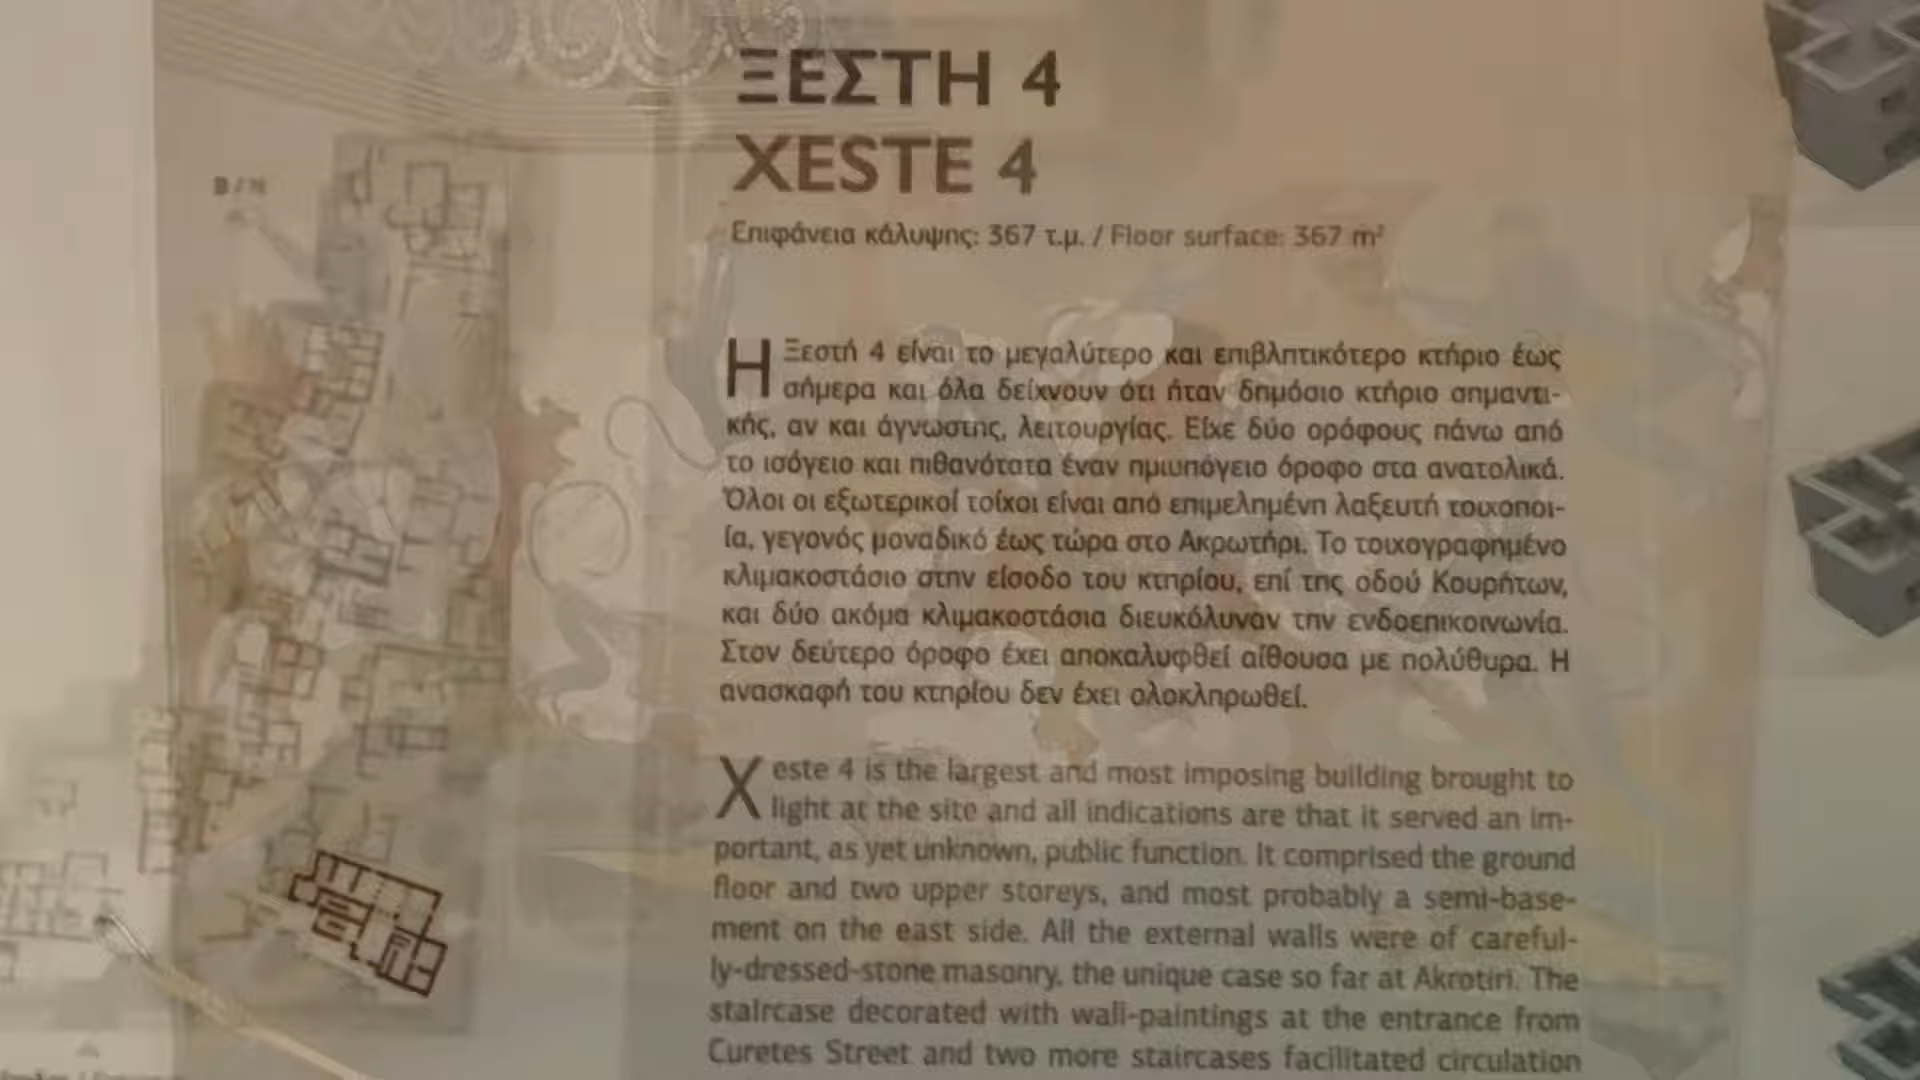 ΞΕΣΤΗ 4
XESTE 4
Επιφάνεια κάλυψης: 367 τ.μ. / Floor surface: 367 m²
Η Ξεστή 4 είναι το μεγαλύτερο και επιβλητικότερο κτήριο έως
σήμερα και όλα δείχνουν ότι ήταν δημόσιο κτήριο σημαντι-
κής, αν και άγνωστης, λειτουργίας. Είχε δύο ορόφους πάνω από
το ισόγειο και πιθανότατα έναν ημιυπόγειο όροφο στα ανατολικά.
Όλοι οι εξωτερικοί τοίχοι είναι από επιμελημένη λαξευτή τοιχοποι-
ία, γεγονός μοναδικό έως τώρα στο Ακρωτήρι. Το τοιχογραφημένο
κλιμακοστάσιο στην είσοδο του κτηρίου, επί της οδού Κουρήτων,
και δύο ακόμα κλιμακοστάσια διευκόλυναν την ενδοεπικοινωνία.
Στον δεύτερο όροφο έχει αποκαλυφθεί αίθουσα με πολύθυρα. Η
ανασκαφή του κτηρίου δεν έχει ολοκληρωθεί.
Xeste 4 is the largest and most imposing building brought to
light at the site and all indications are that it served an im-
portant, as yet unknown, public function. It comprised the ground
floor and two upper storeys, and most probably a semi-base-
ment on the east side. All the external walls were of careful-
ly-dressed-stone masonry, the unique case so far at Akrotiri. The
staircase decorated with wall-paintings at the entrance from
Curetes Street and two more staircases facilitated circulation
B / N